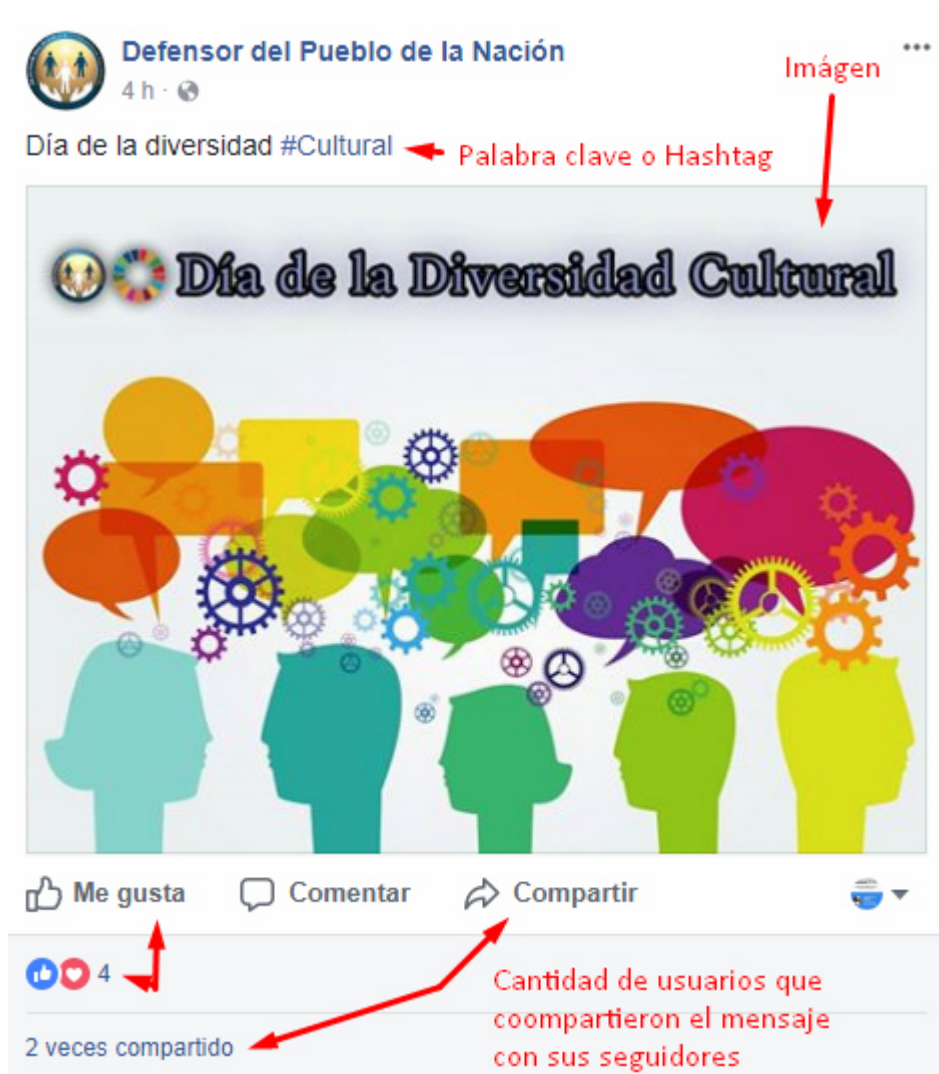 Defensor del Pueblo de la Nación
4 h
Imágen
Día de la diversidad #Cultural
Palabra clave o Hashtag
Día de la Diversidad Cultural
Me gusta
Comentar
Compartir
4
Cantidad de usuarios que
coompartieron el mensaje
con sus seguidores
2 veces compartido